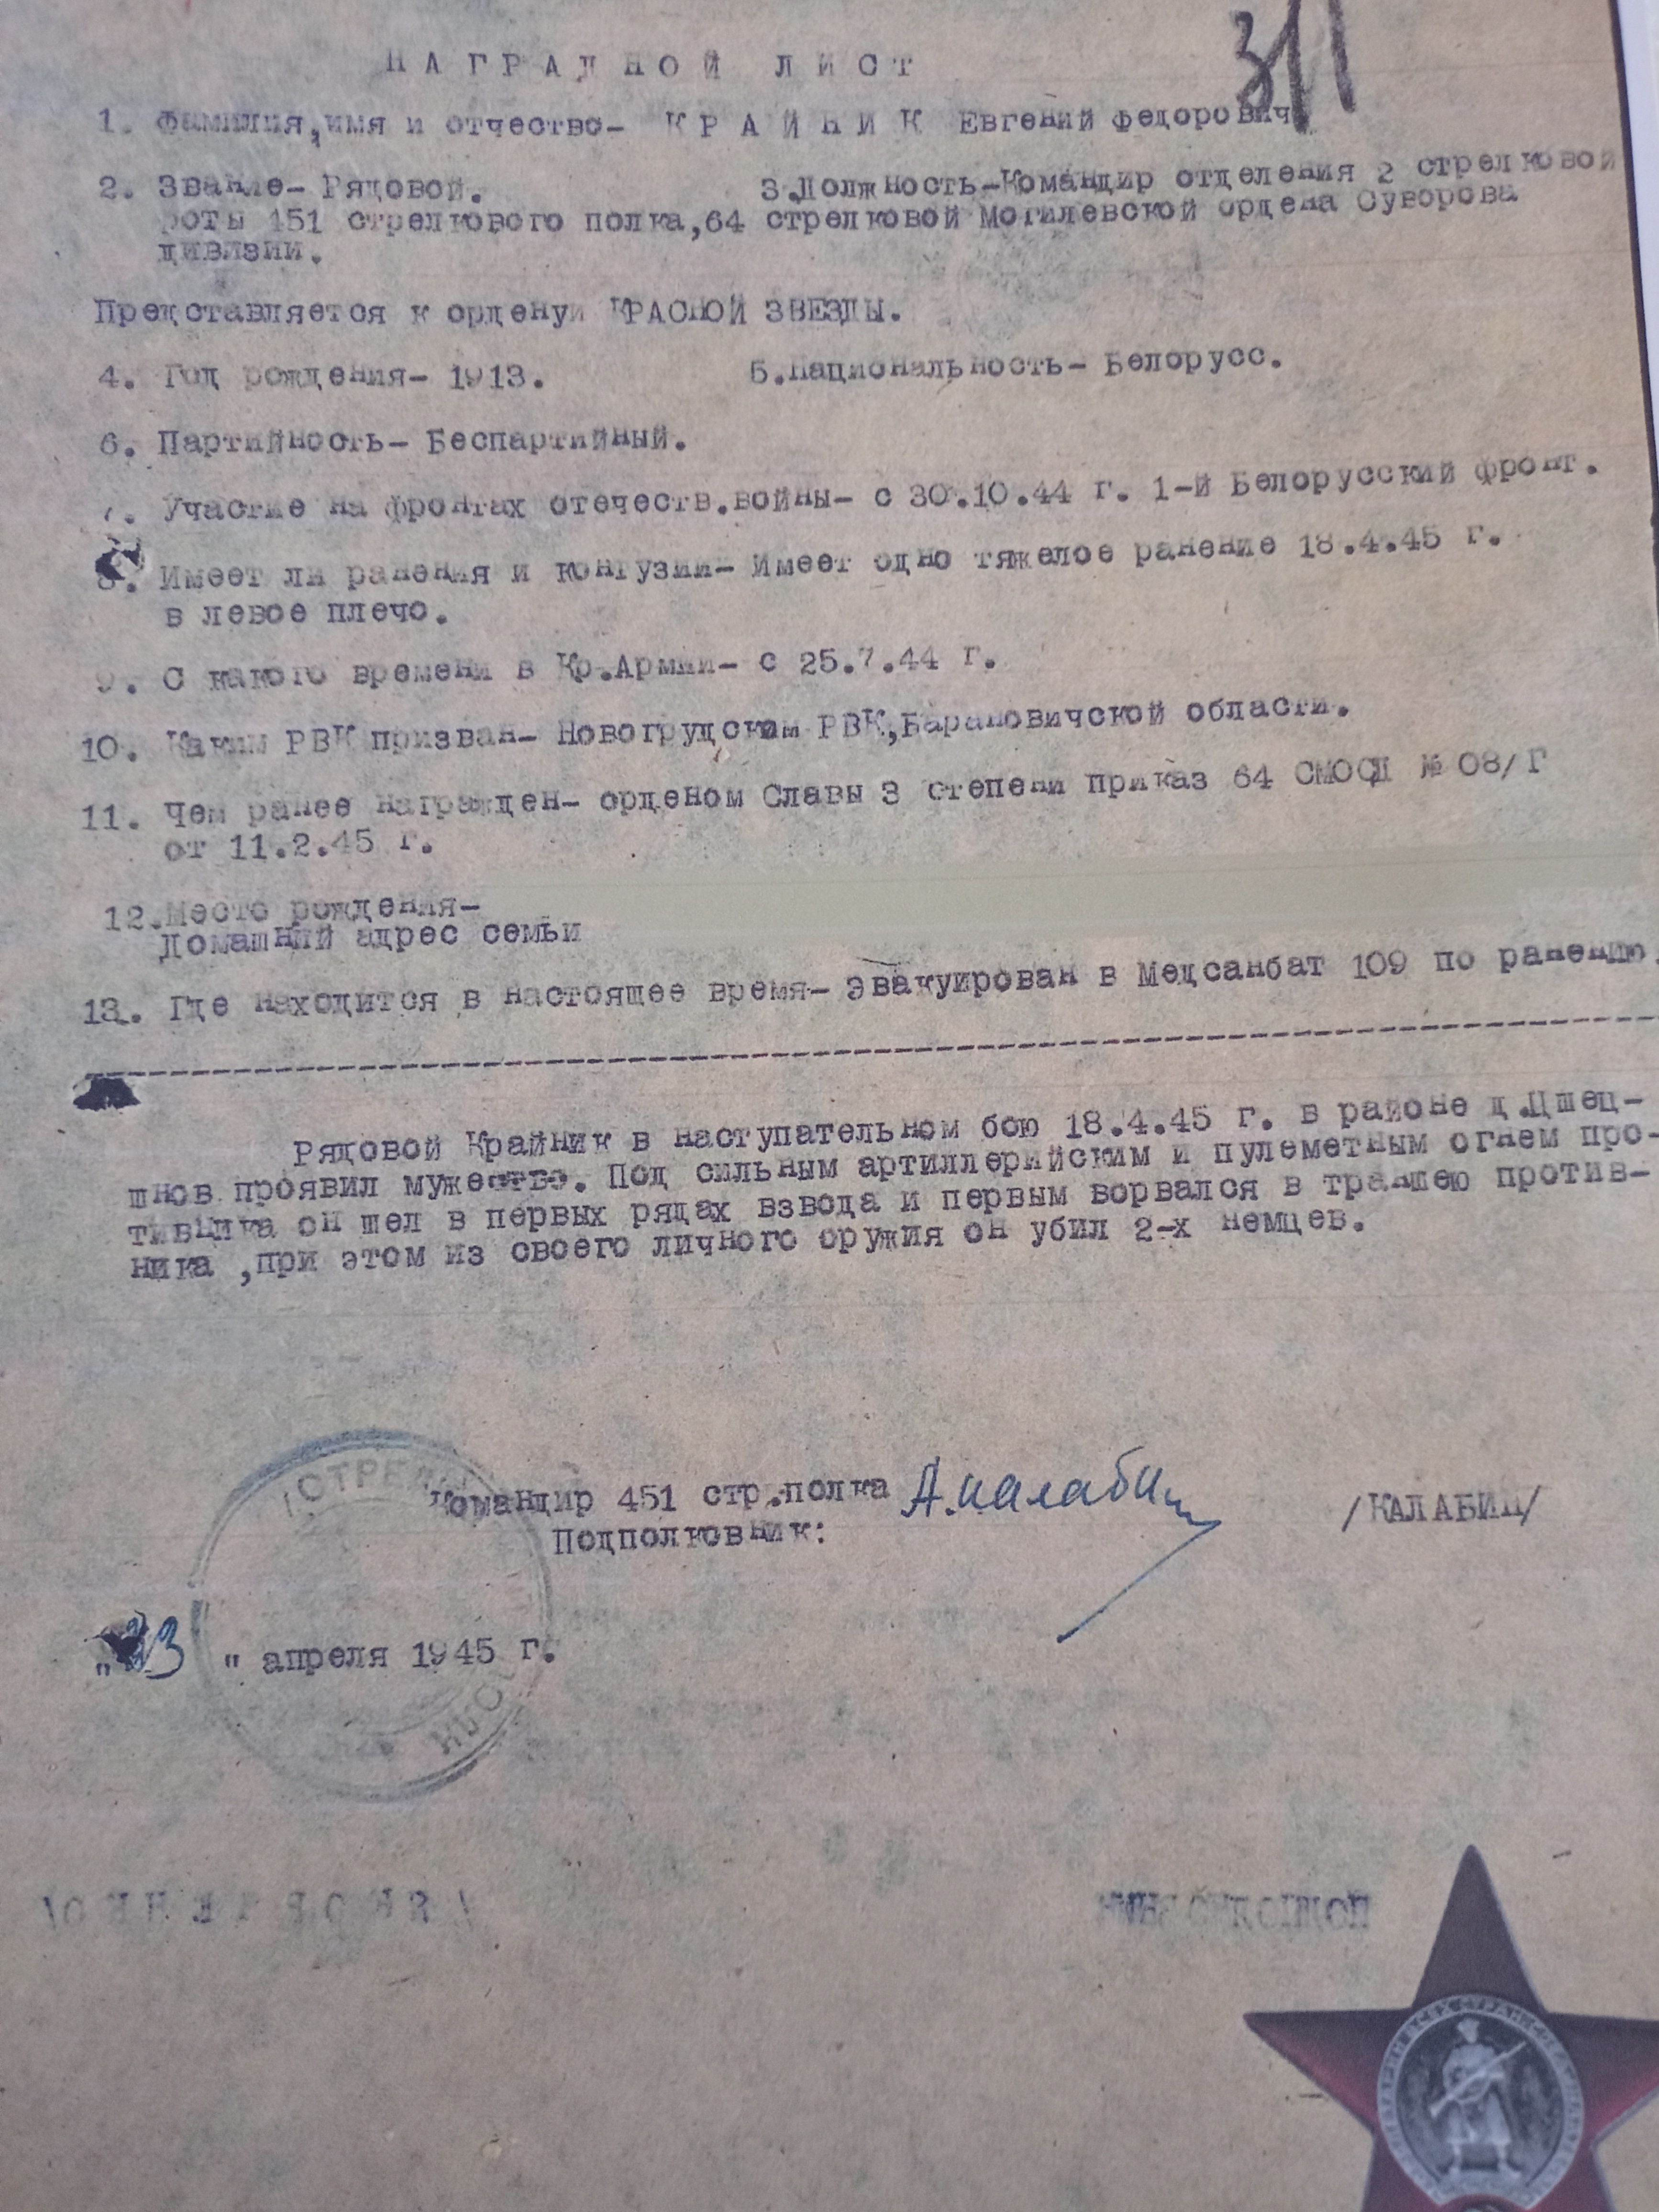 НАГРАДНОЙ ЛИСТ
1. Фамилия,имя и отчество- КРАЙНИК Евгений Федорович
2. Звание- Рядовой. 3.Должность-Командир отделения 2 стрелковой
роты 451 стрелкового полка,64 стрелковой Могилевской ордена Суворова
дивизии.
Представляется к ордену КРАСНОЙ ЗВЕЗДЫ.
4. Год рождения- 1913. 5.Национальность- Белорусс.
6. Партийность- Беспартийный.
7. Участие на фронтах отечеств.войны- с 30.10.44 г. 1-й Белорусский фронт.
8. Имеет ли ранения и контузии- Имеет одно тяжелое ранение 18.4.45 г.
в левое плечо.
9. С какого времени в Кр.Армии- с 25.7.44 г.
10. Каким РВК призван- Новогрудским РВК,Барановичской области.
11. Чем ранее награжден- орденом Славы 3 степени приказ 64 СМОСД № 08/Г
от 11.2.45 г.
12.Место рождения-
Домашний адрес семьи
13. Где находится в настоящее время- Эвакуирован в Медсанбат 109 по ранению.
Рядовой Крайник в наступательном бою 18.4.45 г. в районе д.Дшец-
шнов проявил мужество. Под сильным артиллерийским и пулеметным огнем про-
тивника он шел в первых рядах взвода и первым ворвался в траншею против-
ника ,при этом из своего личного оружия он убил 2-х немцев.
Командир 451 стр.полка А.Калабин /КАЛАБИН/
Подполковник:
"23" апреля 1945 г.